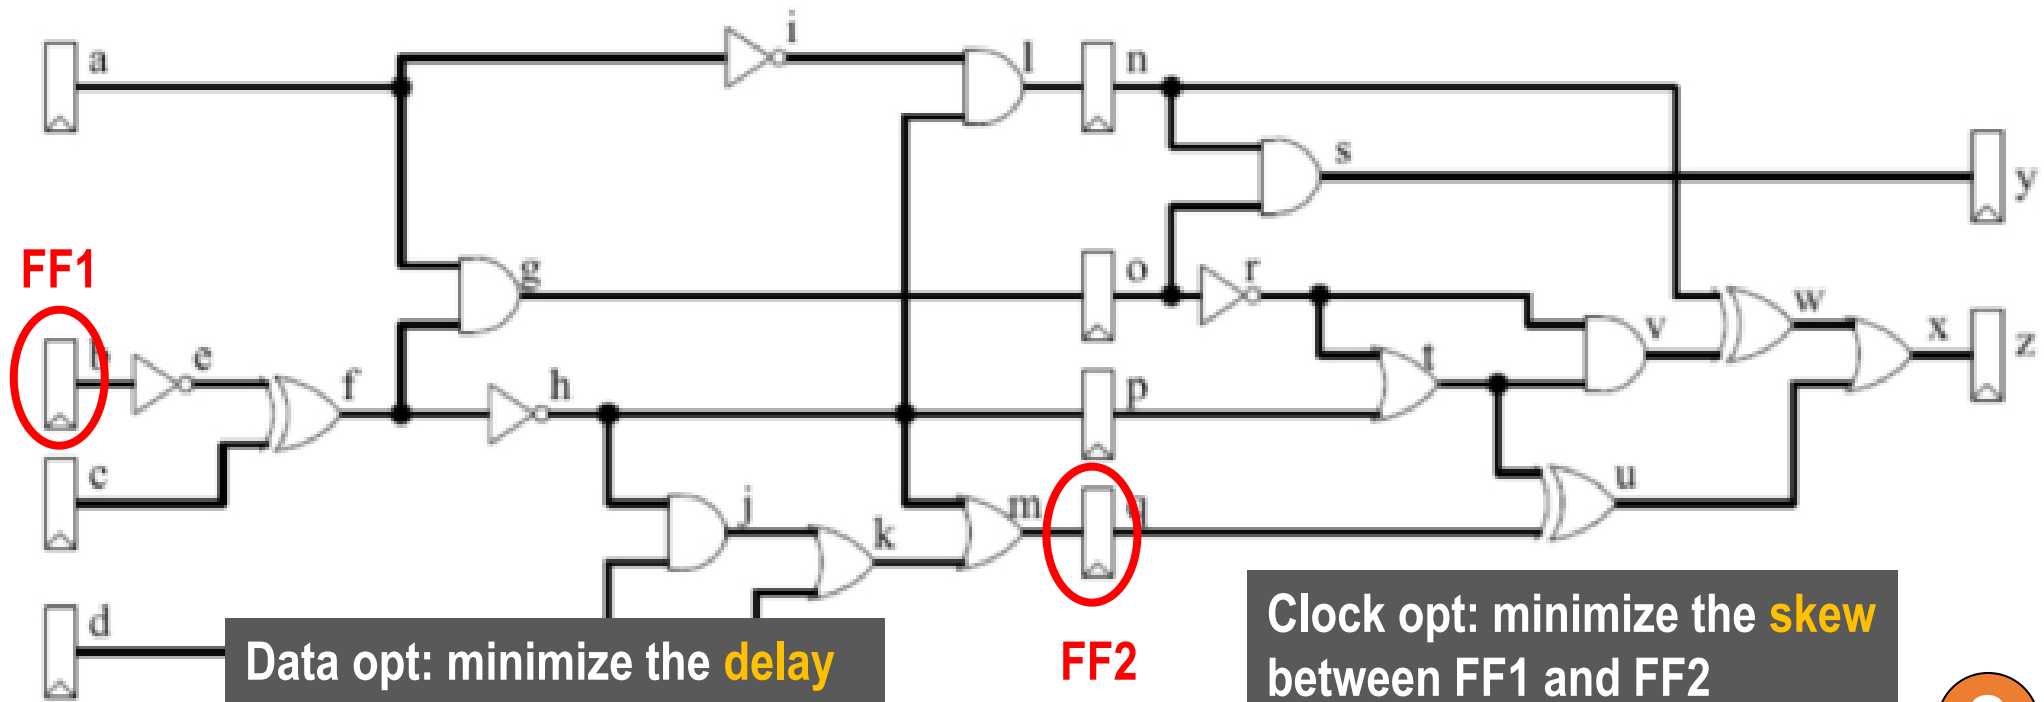 i
a
l
n
s
y
FF1
g
o
r
w
v
x
z
b
e
f
h
t
p
c
j
k
m
q
u
d
Data opt: minimize the delay
FF2
Clock opt: minimize the skew
between FF1 and FF2